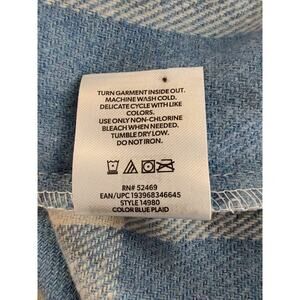 TURN GARMENT INSIDE OUT.
MACHINE WASH COLD.
DELICATE CYCLE WITH LIKE
COLORS.
USE ONLY NON-CHLORINE
BLEACH WHEN NEEDED.
TUMBLE DRY LOW.
DO NOT IRON.
RN# 52469
EAN/UPC 193968346645
STYLE 14980
COLOR BLUE PLAID